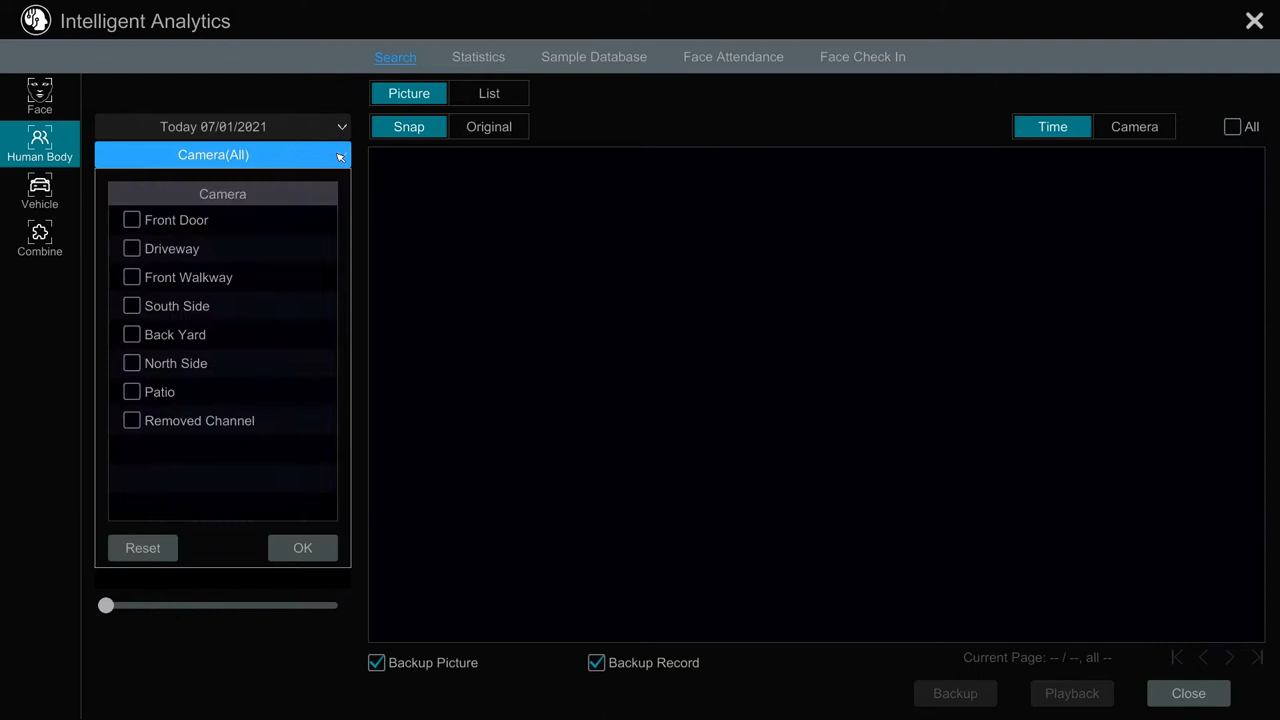 Intelligent Analytics
Search Statistics Sample Database Face Attendance Face Check In
Face
Human Body
Vehicle
Combine
Today 07/01/2021
Camera(All)
Camera
Front Door
Driveway
Front Walkway
South Side
Back Yard
North Side
Patio
Removed Channel
Reset OK
Picture List
Snap Original
Time Camera All
Backup Picture Backup Record
Current Page: -- / --, all --
Backup Playback Close